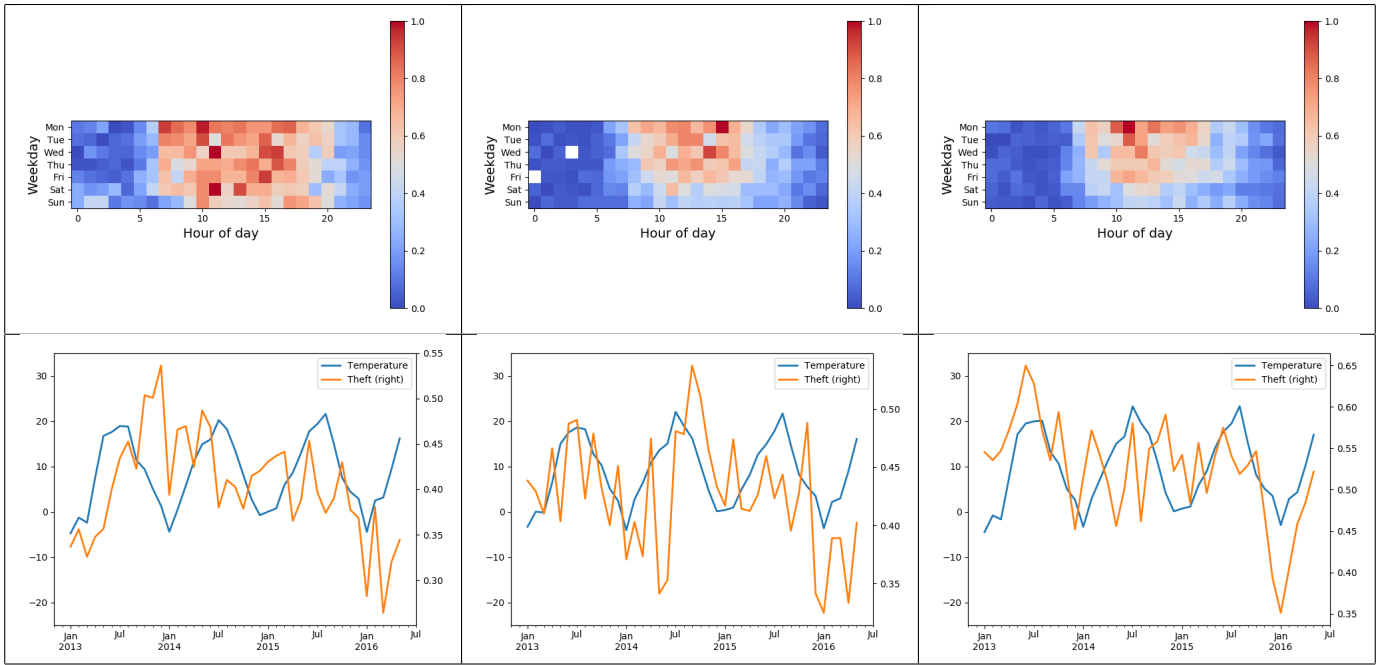 1.0
0.8
0.6
0.4
0.2
0.0
Weekday
Mon
Tue
Wed
Thu
Fri
Sat
Sun
0 5 10 15 20
Hour of day
1.0
0.8
0.6
0.4
0.2
0.0
Weekday
Mon
Tue
Wed
Thu
Fri
Sat
Sun
0 5 10 15 20
Hour of day
1.0
0.8
0.6
0.4
0.2
0.0
Weekday
Mon
Tue
Wed
Thu
Fri
Sat
Sun
0 5 10 15 20
Hour of day
Temperature
Theft (right)
30
20
10
0
−10
−20
0.55
0.50
0.45
0.40
0.35
0.30
Jan Jul Jan Jan Jan Jul
2013 2014 2015 2016
Temperature
Theft (right)
30
20
10
0
−10
−20
0.50
0.45
0.40
0.35
Jan Jul Jan Jan Jan Jul
2013 2014 2015 2016
Temperature
Theft (right)
30
20
10
0
−10
−20
0.65
0.60
0.55
0.50
0.45
0.40
0.35
Jan Jul Jan Jan Jan Jul
2013 2014 2015 2016